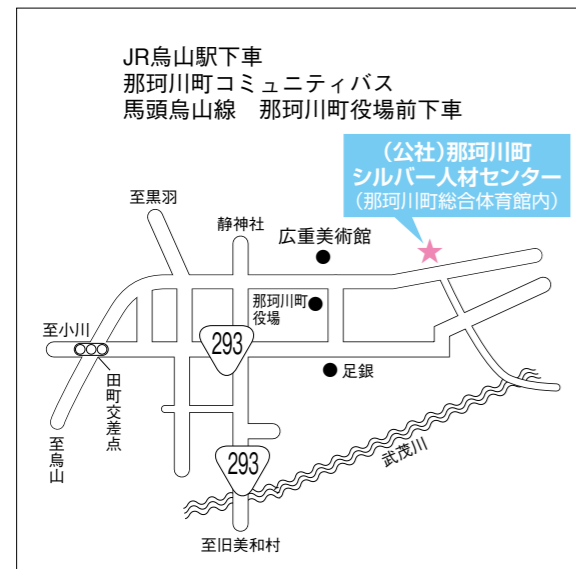 JR烏山駅下車
那珂川町コミュニティバス
馬頭烏山線　那珂川町役場前下車
(公社)那珂川町
シルバー人材センター
(那珂川町総合体育館内)
至黒羽
静神社
広重美術館
那珂川町
役場
至小川
293
足銀
田町交差点
至烏山
武茂川
293
至旧美和村